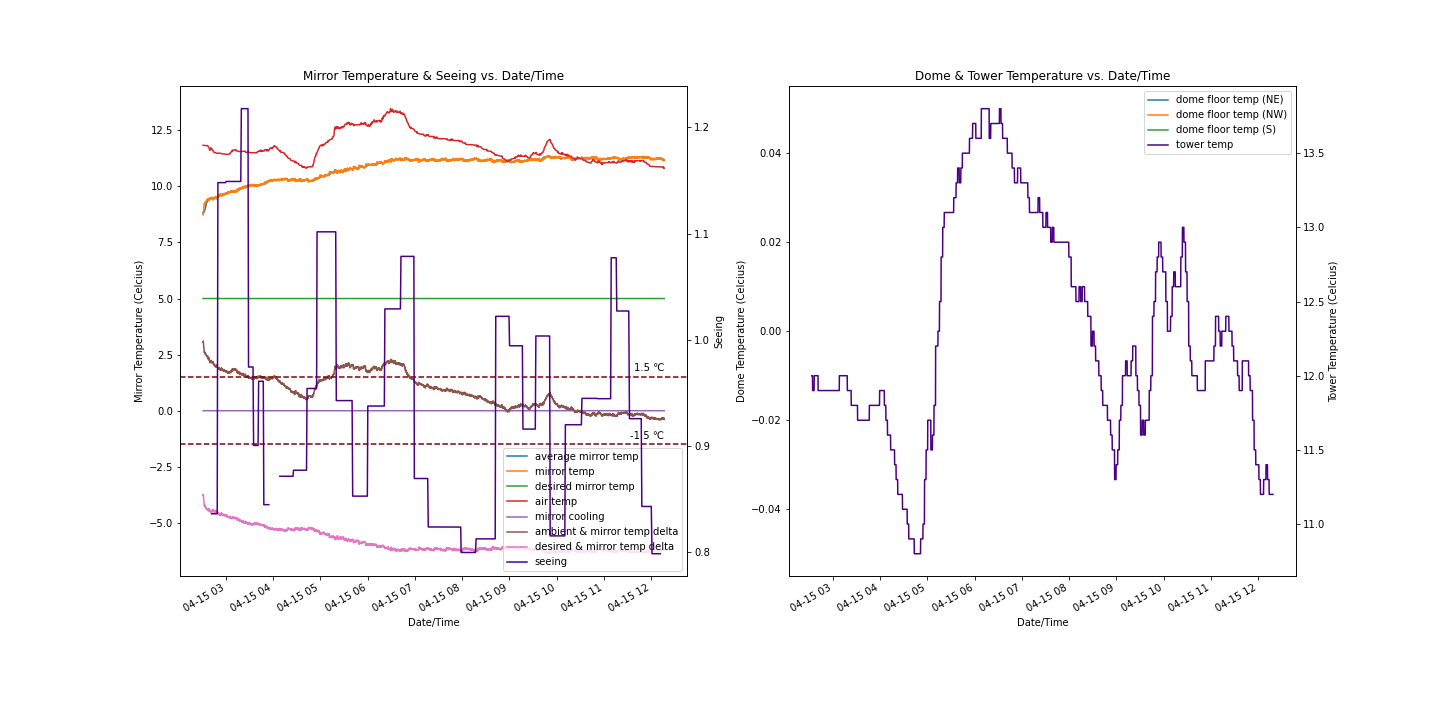 Mirror Temperature & Seeing vs. Date/Time
Mirror Temperature (Celcius)
12.5
10.0
7.5
5.0
2.5
0.0
−2.5
−5.0
1.5 °C
-1.5 °C
average mirror temp
mirror temp
desired mirror temp
air temp
mirror cooling
ambient & mirror temp delta
desired & mirror temp delta
seeing
1.2
1.1
1.0
0.9
0.8
Seeing
04-15 03
04-15 04
04-15 05
04-15 06
04-15 07
04-15 08
04-15 09
04-15 10
04-15 11
04-15 12
Date/Time
Dome & Tower Temperature vs. Date/Time
Dome Temperature (Celcius)
0.04
0.02
0.00
−0.02
−0.04
dome floor temp (NE)
dome floor temp (NW)
dome floor temp (S)
tower temp
13.5
13.0
12.5
12.0
11.5
11.0
Tower Temperature (Celcius)
04-15 03
04-15 04
04-15 05
04-15 06
04-15 07
04-15 08
04-15 09
04-15 10
04-15 11
04-15 12
Date/Time